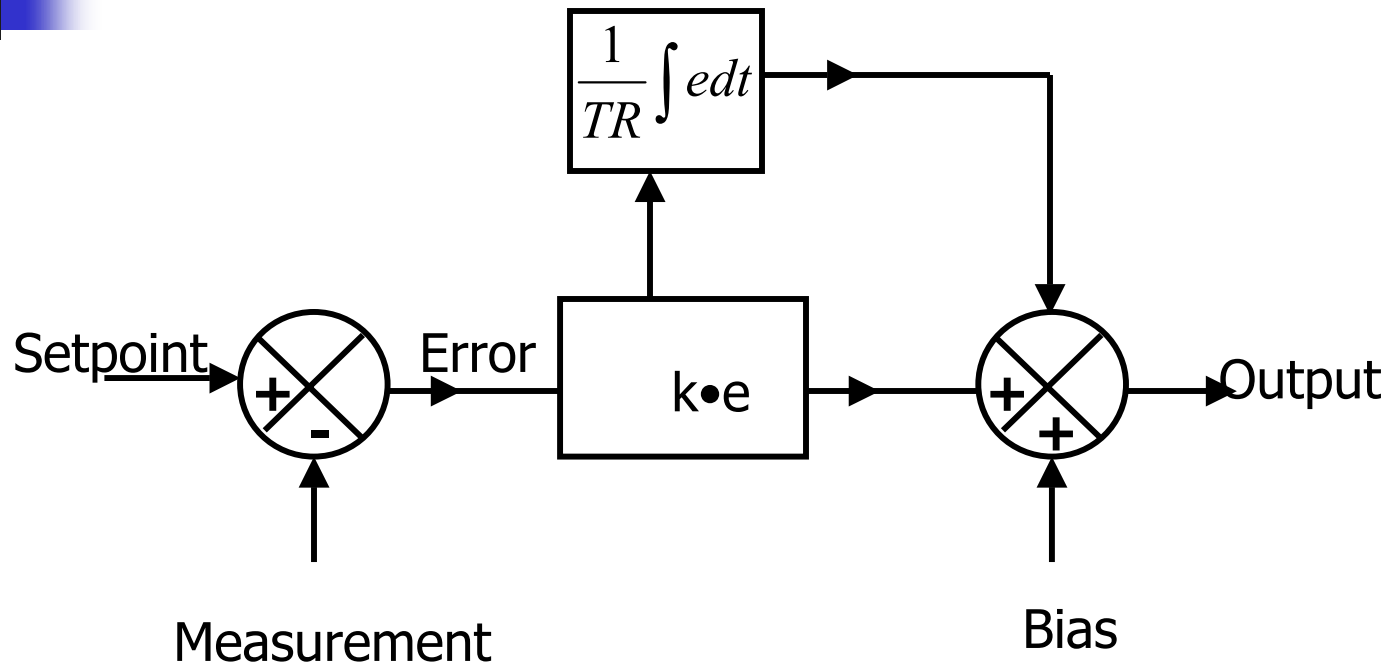 1
TR ∫ edt
Setpoint
+
-
Error
k•e
+
+
Output
Measurement
Bias